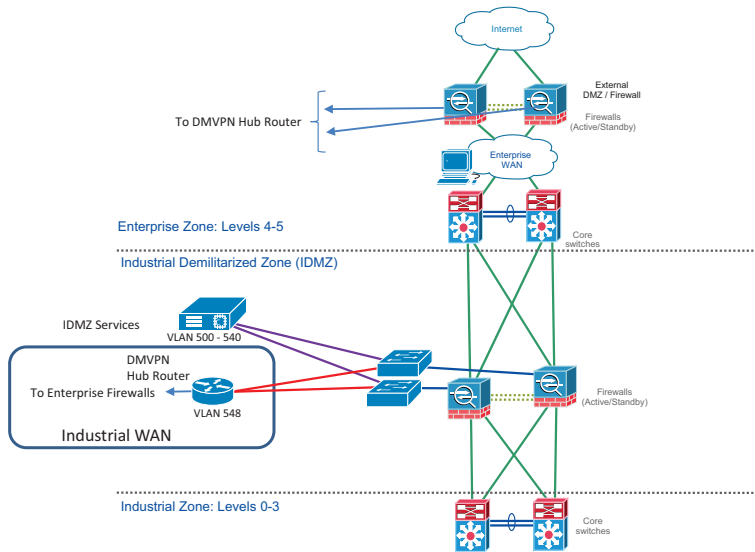 Internet
External
DMZ / Firewall
Firewalls
(Active/Standby)
To DMVPN Hub Router
Enterprise
WAN
Enterprise Zone: Levels 4-5
Core
switches
Industrial Demilitarized Zone (IDMZ)
IDMZ Services
VLAN 500 - 540
DMVPN
Hub Router
To Enterprise Firewalls
VLAN 548
Industrial WAN
Firewalls
(Active/Standby)
Industrial Zone: Levels 0-3
Core
switches